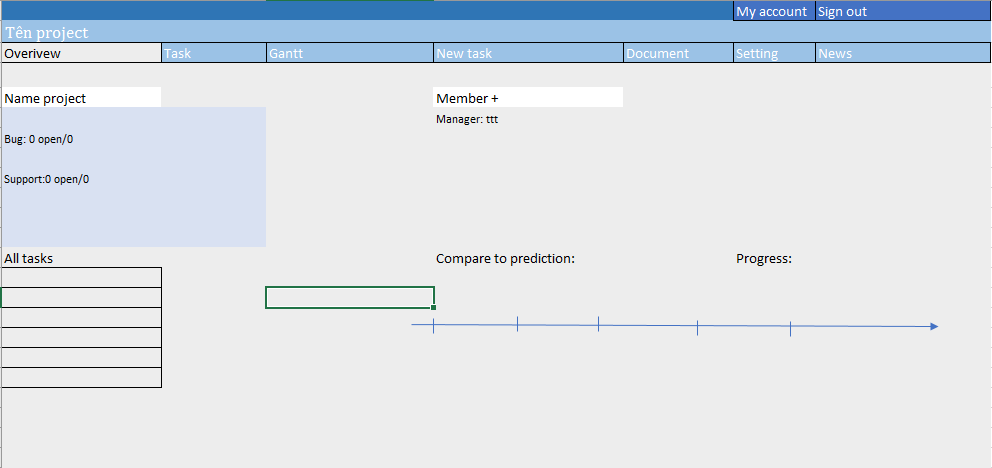 My account Sign out
Tên project
Overivew Task Gantt New task Document Setting News
Name project Member +
Manager: ttt
Bug: 0 open/0
Support:0 open/0
All tasks Compare to prediction: Progress: